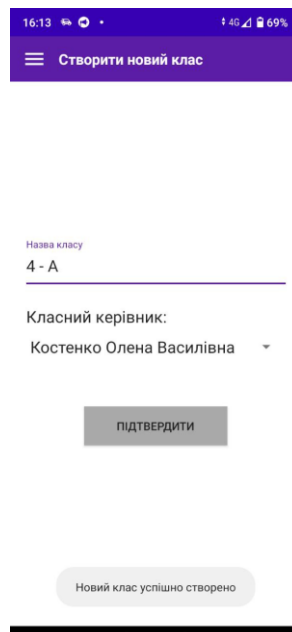 16:13 4G 69%
Створити новий клас
Назва класу
4 - А
Класний керівник:
Костенко Олена Василівна
ПІДТВЕРДИТИ
Новий клас успішно створено